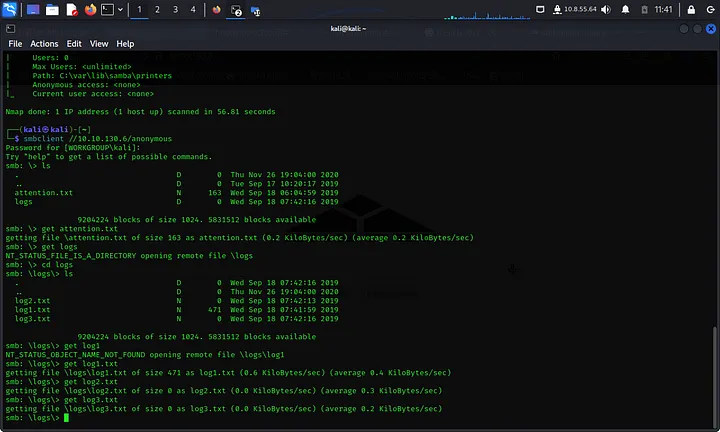 1 2 3 4
10.8.55.64
11:41
kali@kali: ~
File Actions Edit View Help
| Users: 0
| Max Users: <unlimited>
| Path: C:\var\lib\samba\printers
| Anonymous access: <none>
|_ Current user access: <none>
Nmap done: 1 IP address (1 host up) scanned in 56.81 seconds
┌──(kali㉿kali)-[~]
└─$ smbclient //10.10.130.6/anonymous
Password for [WORKGROUP\kali]:
Try "help" to get a list of possible commands.
smb: \> ls
. D 0 Thu Nov 26 19:04:00 2020
.. D 0 Tue Sep 17 10:20:17 2019
attention.txt N 163 Wed Sep 18 06:04:59 2019
logs D 0 Wed Sep 18 07:42:16 2019
9204224 blocks of size 1024. 5831512 blocks available
smb: \> get attention.txt
getting file \attention.txt of size 163 as attention.txt (0.2 KiloBytes/sec) (average 0.2 KiloBytes/sec)
smb: \> get logs
NT_STATUS_FILE_IS_A_DIRECTORY opening remote file \logs
smb: \> cd logs
smb: \logs\> ls
. D 0 Wed Sep 18 07:42:16 2019
.. D 0 Thu Nov 26 19:04:00 2020
log2.txt N 0 Wed Sep 18 07:42:13 2019
log1.txt N 471 Wed Sep 18 07:41:59 2019
log3.txt N 0 Wed Sep 18 07:42:16 2019
9204224 blocks of size 1024. 5831512 blocks available
smb: \logs\> get log1
NT_STATUS_OBJECT_NAME_NOT_FOUND opening remote file \logs\log1
smb: \logs\> get log1.txt
getting file \logs\log1.txt of size 471 as log1.txt (0.6 KiloBytes/sec) (average 0.4 KiloBytes/sec)
smb: \logs\> get log2.txt
getting file \logs\log2.txt of size 0 as log2.txt (0.0 KiloBytes/sec) (average 0.3 KiloBytes/sec)
smb: \logs\> get log3.txt
getting file \logs\log3.txt of size 0 as log3.txt (0.0 KiloBytes/sec) (average 0.2 KiloBytes/sec)
smb: \logs\>